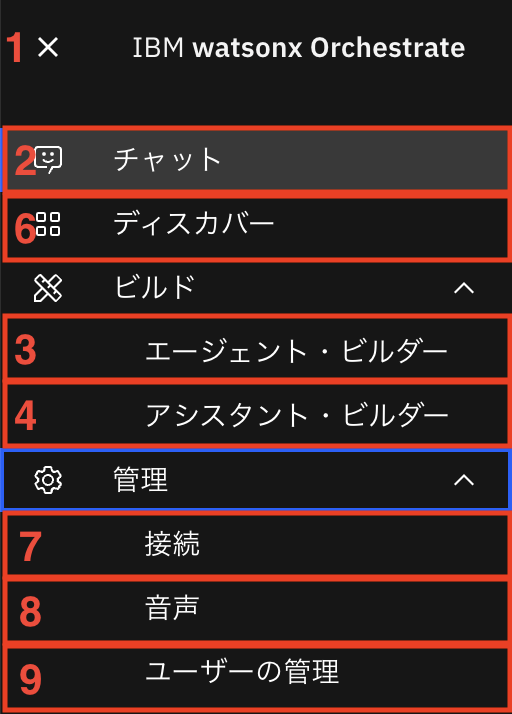 1 IBM watsonx Orchestrate
2 チャット
6 ディスカバー
ビルド
3 エージェント・ビルダー
4 アシスタント・ビルダー
管理
7 接続
8 音声
9 ユーザーの管理